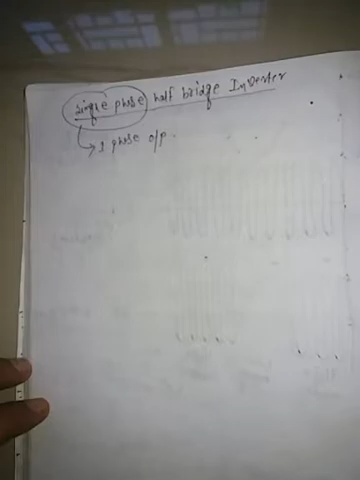 single phase half bridge Inverter
→ 1 phase o/p.